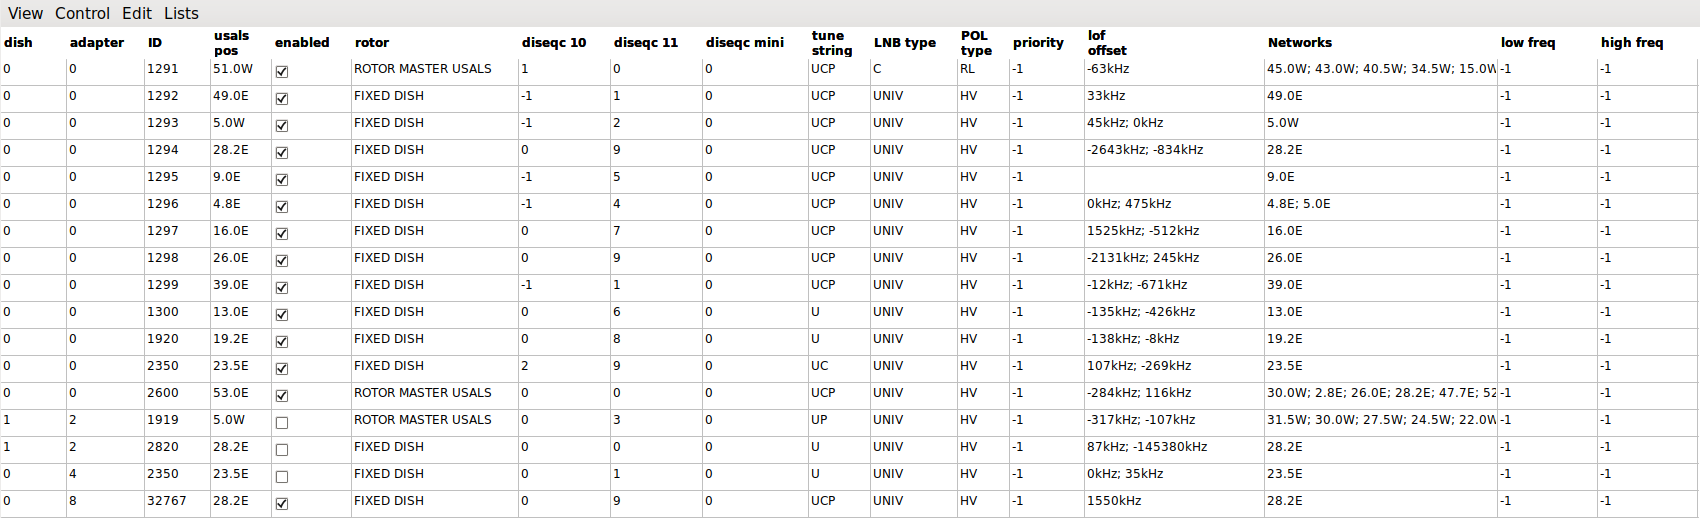 View Control Edit Lists
dish adapter ID usals pos enabled rotor diseqc 10 diseqc 11 diseqc mini tune string LNB type POL type priority lof offset Networks low freq high freq
0 0 1291 51.0W ROTOR MASTER USALS 1 0 0 UCP C RL -1 -63kHz 45.0W; 43.0W; 40.5W; 34.5W; 15.0W -1 -1
0 0 1292 49.0E FIXED DISH -1 1 0 UCP UNIV HV -1 33kHz 49.0E -1 -1
0 0 1293 5.0W FIXED DISH -1 2 0 UCP UNIV HV -1 45kHz; 0kHz 5.0W -1 -1
0 0 1294 28.2E FIXED DISH 0 9 0 UCP UNIV HV -1 -2643kHz; -834kHz 28.2E -1 -1
0 0 1295 9.0E FIXED DISH -1 5 0 UCP UNIV HV -1 9.0E -1 -1
0 0 1296 4.8E FIXED DISH -1 4 0 UCP UNIV HV -1 0kHz; 475kHz 4.8E; 5.0E -1 -1
0 0 1297 16.0E FIXED DISH 0 7 0 UCP UNIV HV -1 1525kHz; -512kHz 16.0E -1 -1
0 0 1298 26.0E FIXED DISH 0 9 0 UCP UNIV HV -1 -2131kHz; 245kHz 26.0E -1 -1
0 0 1299 39.0E FIXED DISH -1 1 0 UCP UNIV HV -1 -12kHz; -671kHz 39.0E -1 -1
0 0 1300 13.0E FIXED DISH 0 6 0 U UNIV HV -1 -135kHz; -426kHz 13.0E -1 -1
0 0 1920 19.2E FIXED DISH 0 8 0 U UNIV HV -1 -138kHz; -8kHz 19.2E -1 -1
0 0 2350 23.5E FIXED DISH 2 9 0 UC UNIV HV -1 107kHz; -269kHz 23.5E -1 -1
0 0 2600 53.0E ROTOR MASTER USALS 0 0 0 UCP UNIV HV -1 -284kHz; 116kHz 30.0W; 2.8E; 26.0E; 28.2E; 47.7E; 52 -1 -1
1 2 1919 5.0W ROTOR MASTER USALS 0 3 0 UP UNIV HV -1 -317kHz; -107kHz 31.5W; 30.0W; 27.5W; 24.5W; 22.0W -1 -1
1 2 2820 28.2E FIXED DISH 0 0 0 U UNIV HV -1 87kHz; -145380kHz 28.2E -1 -1
0 4 2350 23.5E FIXED DISH 0 1 0 U UNIV HV -1 0kHz; 35kHz 23.5E -1 -1
0 8 32767 28.2E FIXED DISH 0 9 0 UCP UNIV HV -1 1550kHz 28.2E -1 -1